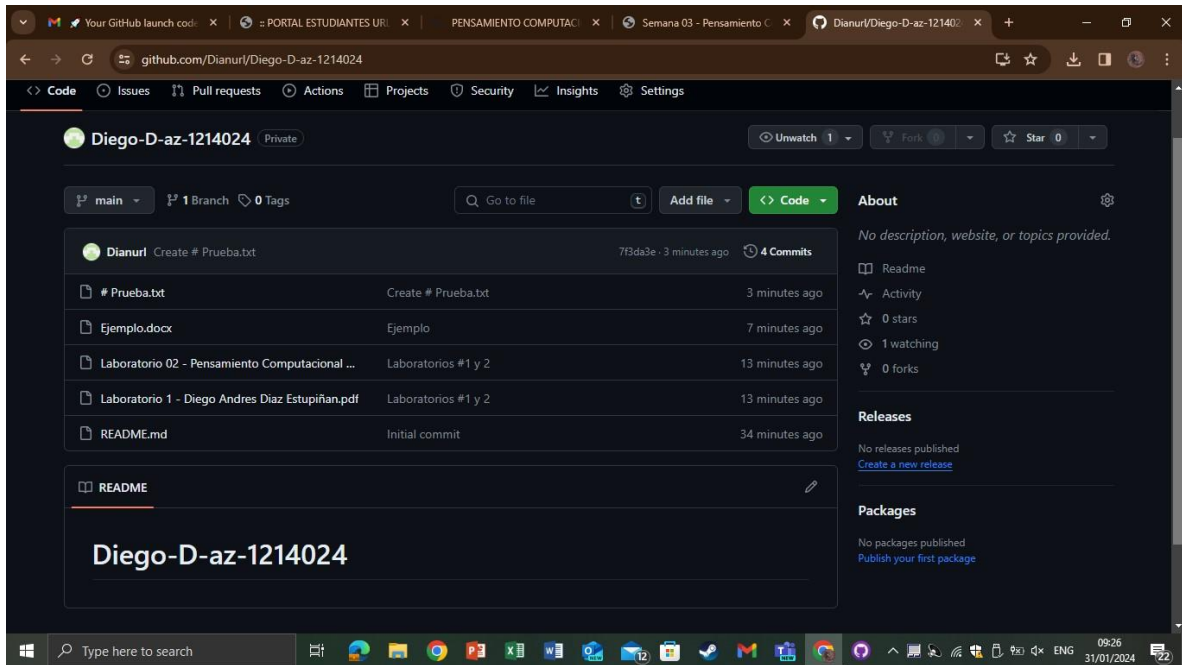 Your GitHub launch code
:: PORTAL ESTUDIANTES URL
PENSAMIENTO COMPUTAC
Semana 03 - Pensamiento C
Dianurl/Diego-D-az-121402
github.com/Dianurl/Diego-D-az-1214024
Code Issues Pull requests Actions Projects Security Insights Settings
Diego-D-az-1214024 Private
Unwatch 1 Fork 0 Star 0
main 1 Branch 0 Tags Go to file t Add file Code
About
No description, website, or topics provided.
Dianurl Create # Prueba.txt 7f3da3e · 3 minutes ago 4 Commits
# Prueba.txt Create # Prueba.txt 3 minutes ago
Ejemplo.docx Ejemplo 7 minutes ago
Laboratorio 02 - Pensamiento Computacional ... Laboratorios #1 y 2 13 minutes ago
Laboratorio 1 - Diego Andres Diaz Estupiñan.pdf Laboratorios #1 y 2 13 minutes ago
README.md Initial commit 34 minutes ago
Readme
Activity
0 stars
1 watching
0 forks
Releases
No releases published
Create a new release
Packages
No packages published
Publish your first package
README
Diego-D-az-1214024
Type here to search
12
ENG
09:26
31/01/2024
22